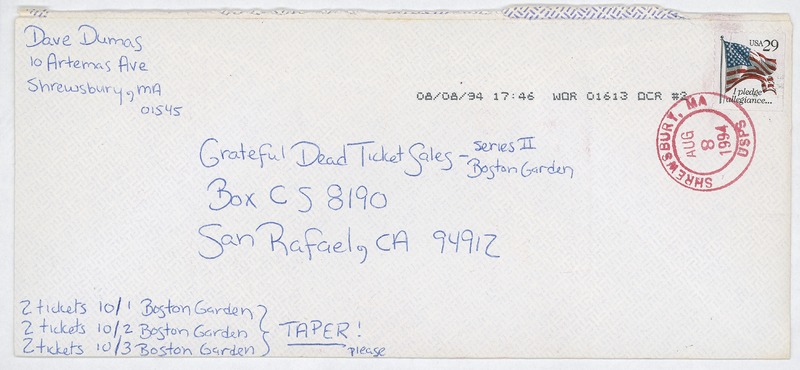 Dave Dumas
10 Artemas Ave
Shrewsbury, MA
01545
USA 29
I pledge
allegiance...
08/08/94 17:46 WOR 01613 OCR #2
SHREWSBURY, MA
AUG
8
1994
USPS
SHREWSBURY
Grateful Dead Ticket Sales - series II
Boston Garden
Box C S 8190
San Rafael, CA 94912
2 tickets 10/1 Boston Garden
2 tickets 10/2 Boston Garden } TAPER!
2 tickets 10/3 Boston Garden please